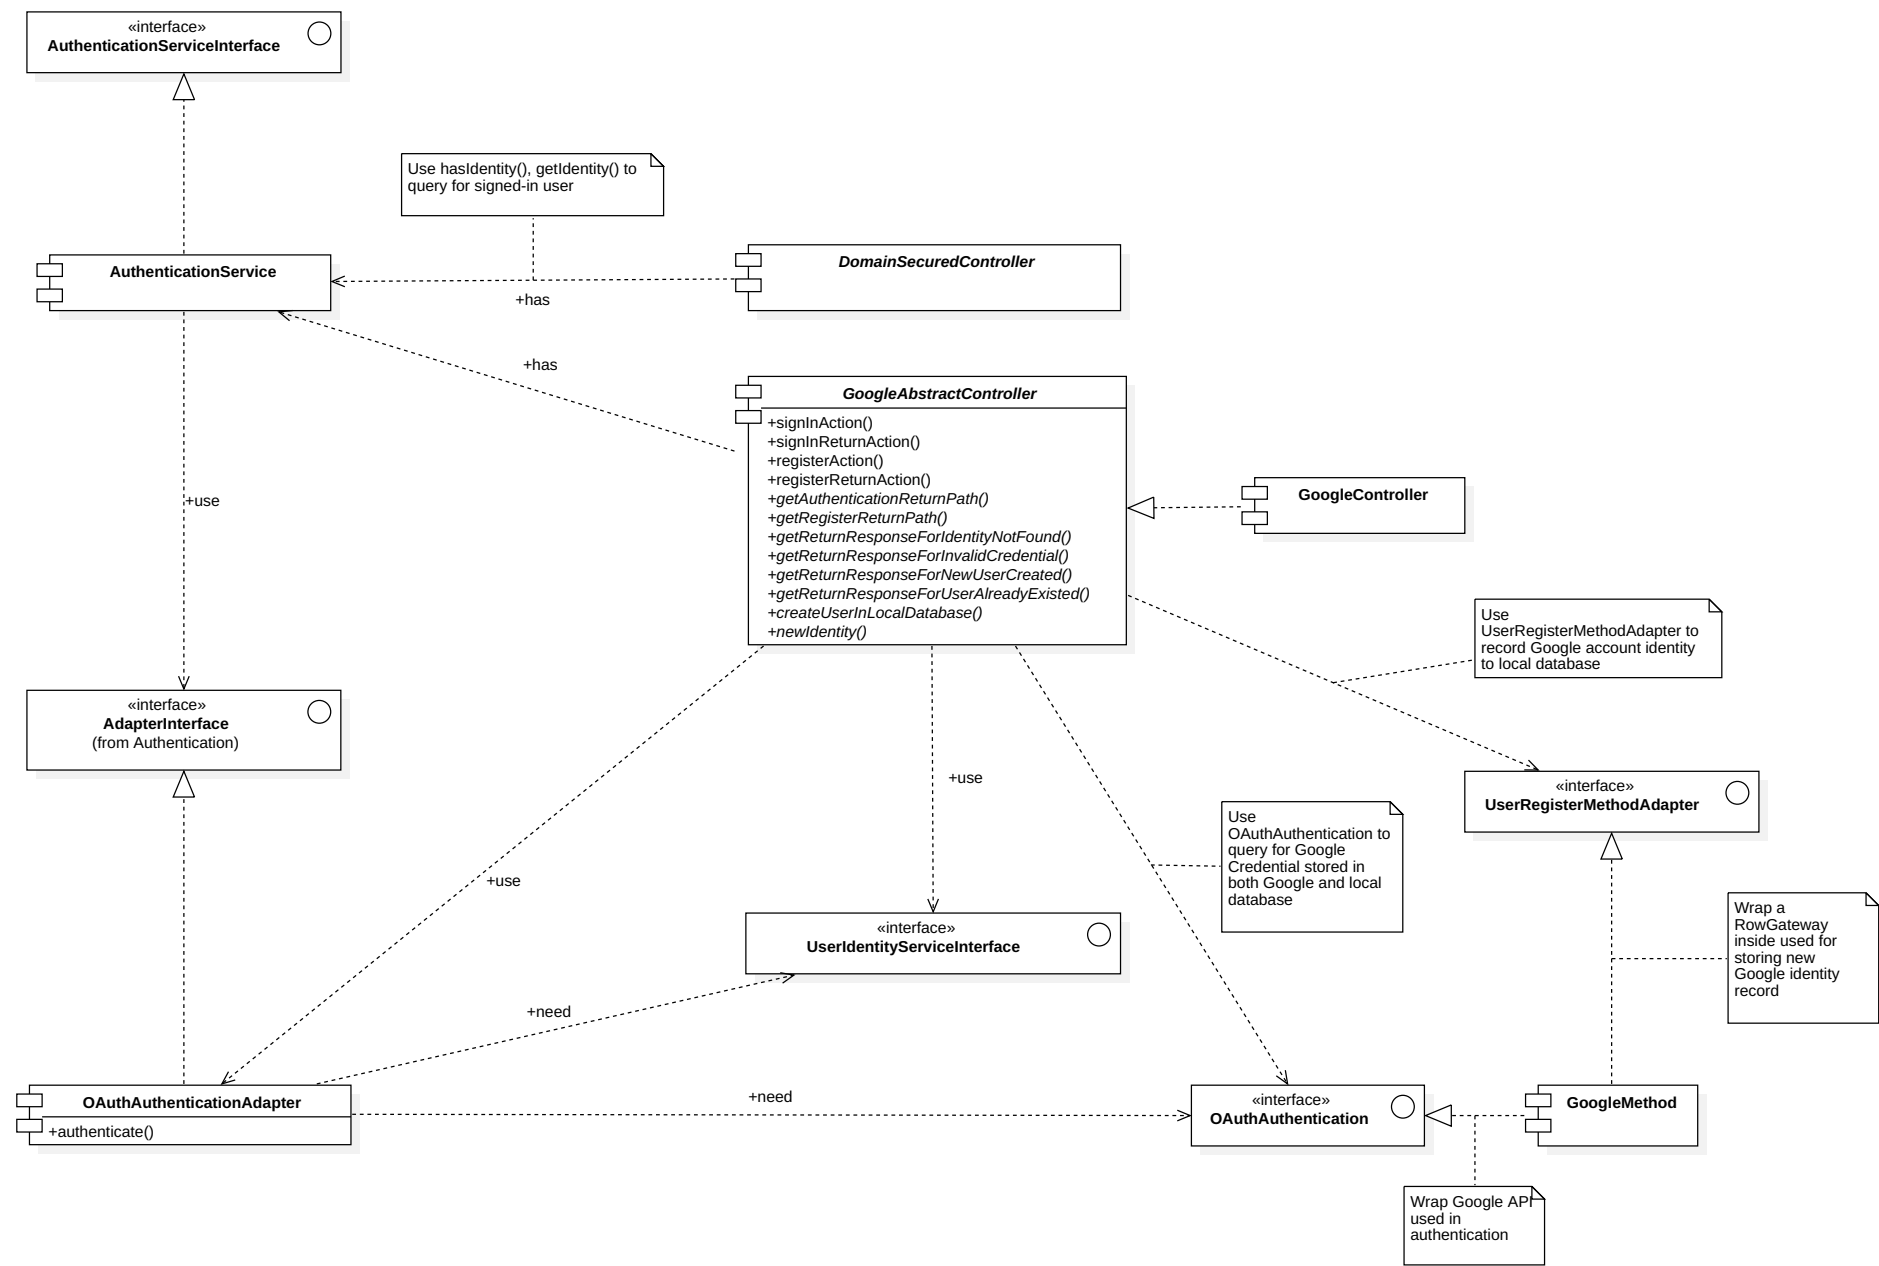 «interface»
AuthenticationServiceInterface
Use hasIdentity(), getIdentity() to
query for signed-in user
AuthenticationService
DomainSecuredController
+has
+has
GoogleAbstractController
+signInAction()
+signInReturnAction()
+registerAction()
+registerReturnAction()
+getAuthenticationReturnPath()
+getRegisterReturnPath()
+getReturnResponseForIdentityNotFound()
+getReturnResponseForInvalidCredential()
+getReturnResponseForNewUserCreated()
+getReturnResponseForUserAlreadyExisted()
+createUserInLocalDatabase()
+newIdentity()
GoogleController
+use
Use
UserRegisterMethodAdapter to
record Google account identity
to local database
«interface»
AdapterInterface
(from Authentication)
+use
«interface»
UserRegisterMethodAdapter
Use
OAuthAuthentication to
query for Google
Credential stored in
both Google and local
database
+use
«interface»
UserIdentityServiceInterface
Wrap a
RowGateway
inside used for
storing new
Google identity
record
+need
OAuthAuthenticationAdapter
+authenticate()
+need
«interface»
OAuthAuthentication
GoogleMethod
Wrap Google API
used in
authentication